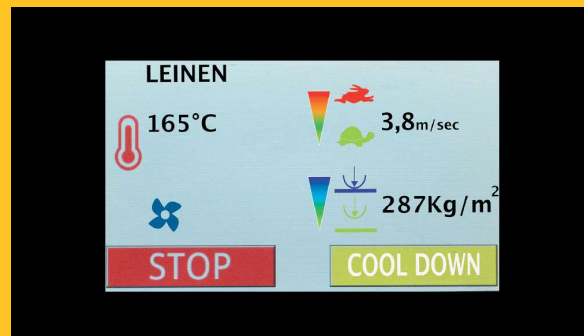 LEINEN
165°C
3,8m/sec
287Kg/m²
STOP
COOL DOWN